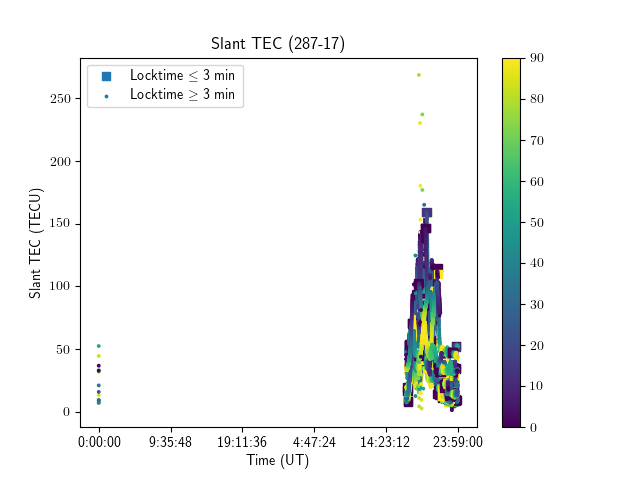 Slant TEC (287-17)
Locktime ≤ 3 min
Locktime ≥ 3 min
Slant TEC (TECU)
250
200
150
100
50
0
0:00:00 9:35:48 19:11:36 4:47:24 14:23:12 23:59:00
Time (UT)
90
80
70
60
50
40
30
20
10
0